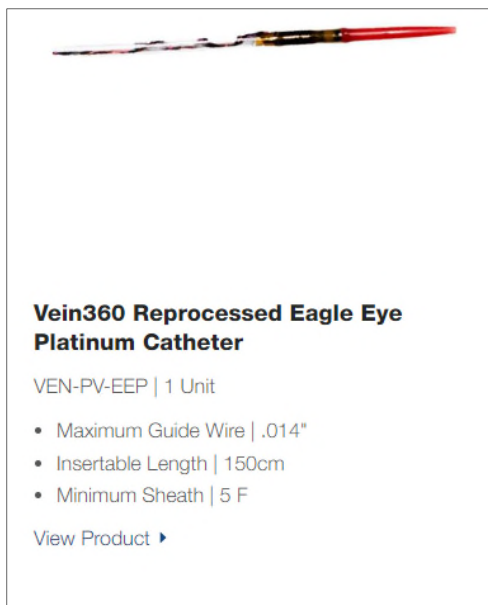 Vein360 Reprocessed Eagle Eye
Platinum Catheter
VEN-PV-EEP | 1 Unit
• Maximum Guide Wire | .014"
• Insertable Length | 150cm
• Minimum Sheath | 5 F
View Product